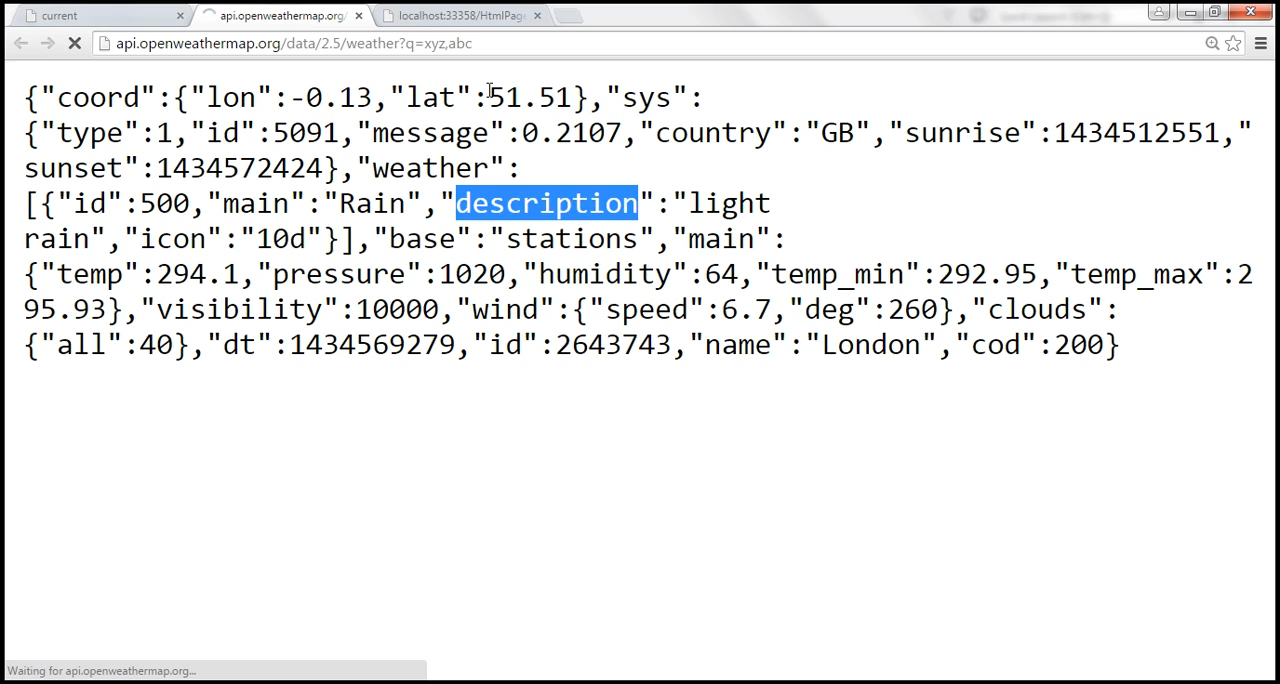 current
api.openweathermap.org/
localhost:33358/HtmlPage
api.openweathermap.org/data/2.5/weather?q=xyz,abc
{"coord":{"lon":-0.13,"lat":51.51},"sys":
{"type":1,"id":5091,"message":0.2107,"country":"GB","sunrise":1434512551,"
sunset":1434572424},"weather":
[{"id":500,"main":"Rain","description":"light
rain","icon":"10d"}],"base":"stations","main":
{"temp":294.1,"pressure":1020,"humidity":64,"temp_min":292.95,"temp_max":2
95.93},"visibility":10000,"wind":{"speed":6.7,"deg":260},"clouds":
{"all":40},"dt":1434569279,"id":2643743,"name":"London","cod":200}
Waiting for api.openweathermap.org...